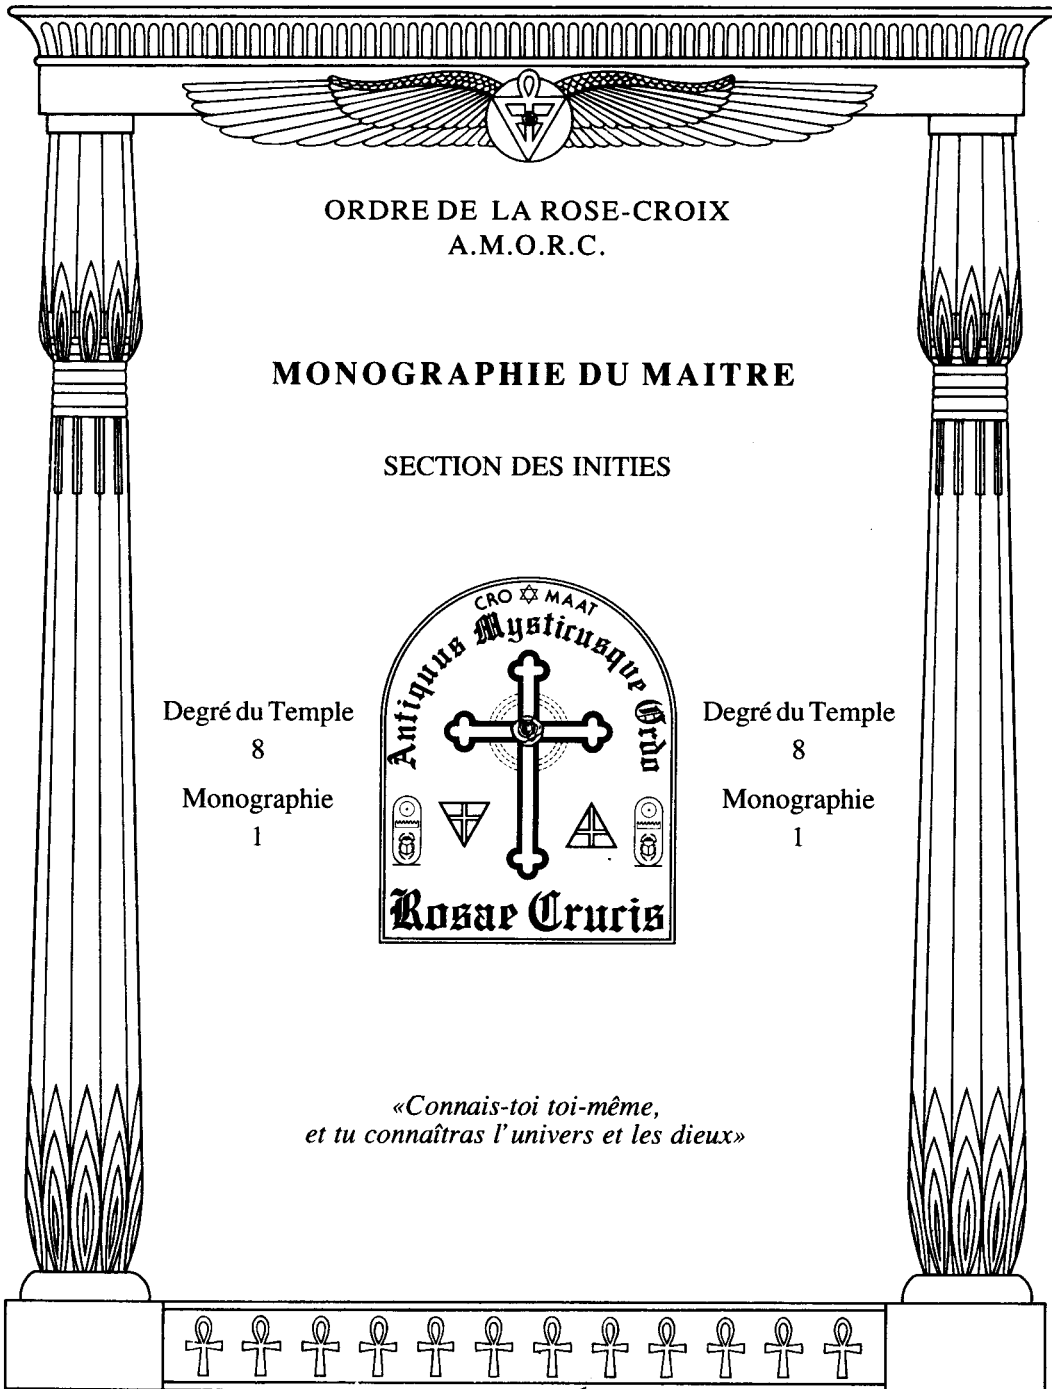 ORDRE DE LA ROSE-CROIX
A.M.O.R.C.
MONOGRAPHIE DU MAITRE
SECTION DES INITIES
CRO MAAT
Antiquus Mysticusque Ordo
Rosae Crucis
Degré du Temple
8
Monographie
1
Degré du Temple
8
Monographie
1
«Connais-toi toi-même,
et tu connaîtras l'univers et les dieux»